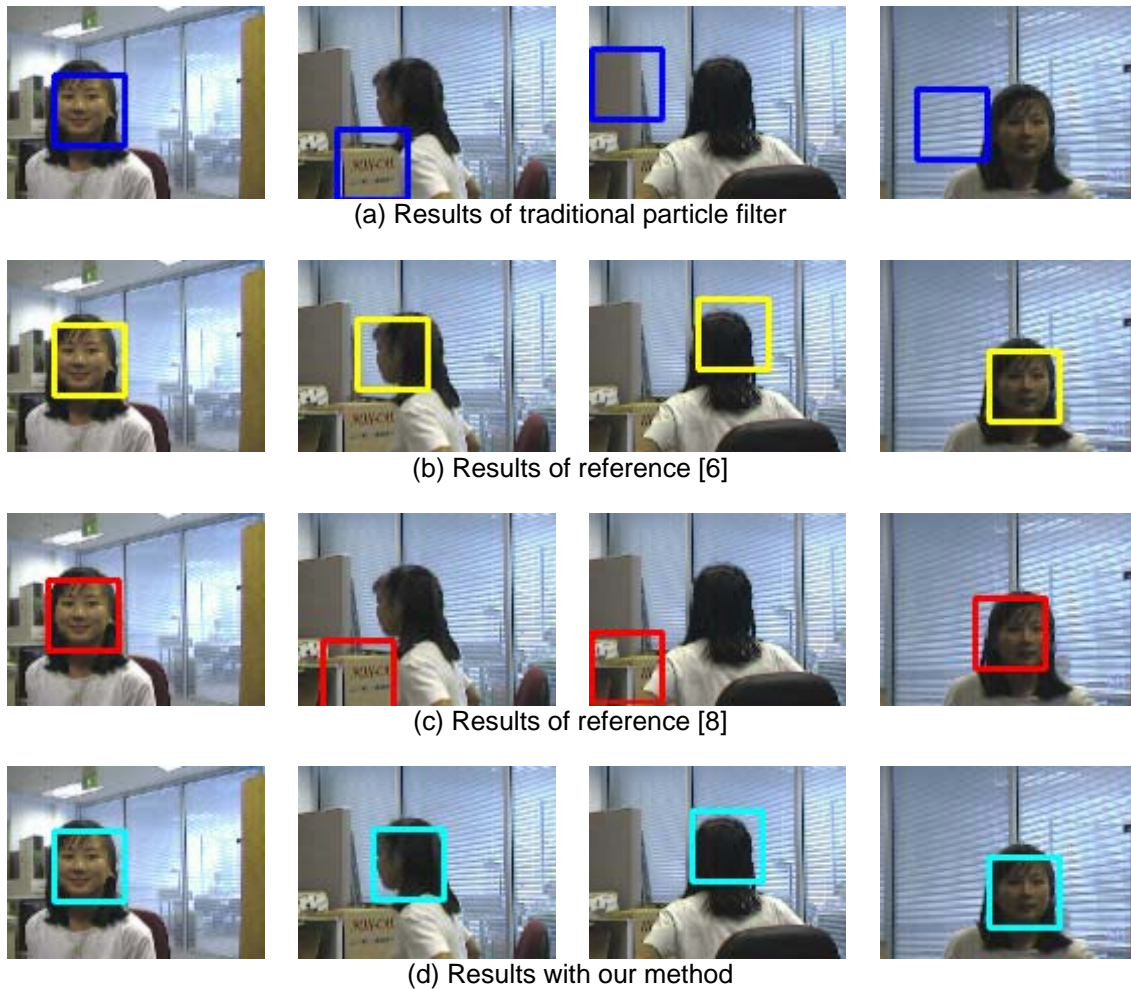 (a) Results of traditional particle filter
(b) Results of reference [6]
(c) Results of reference [8]
(d) Results with our method